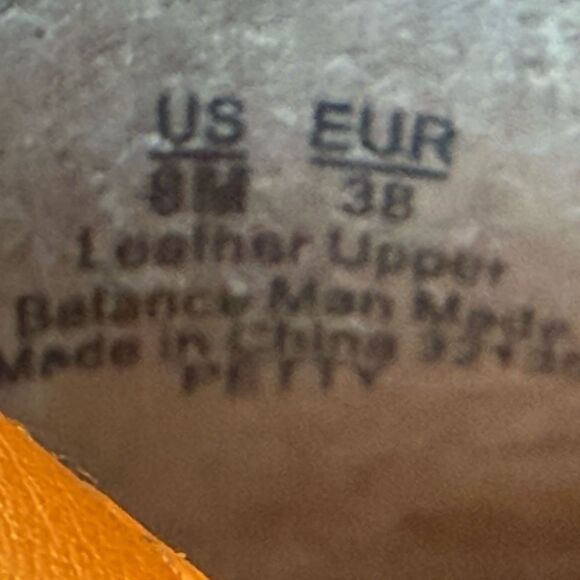 US EUR
8M 38
Leather Upper
Balance Man Made
Made in China
PETTY